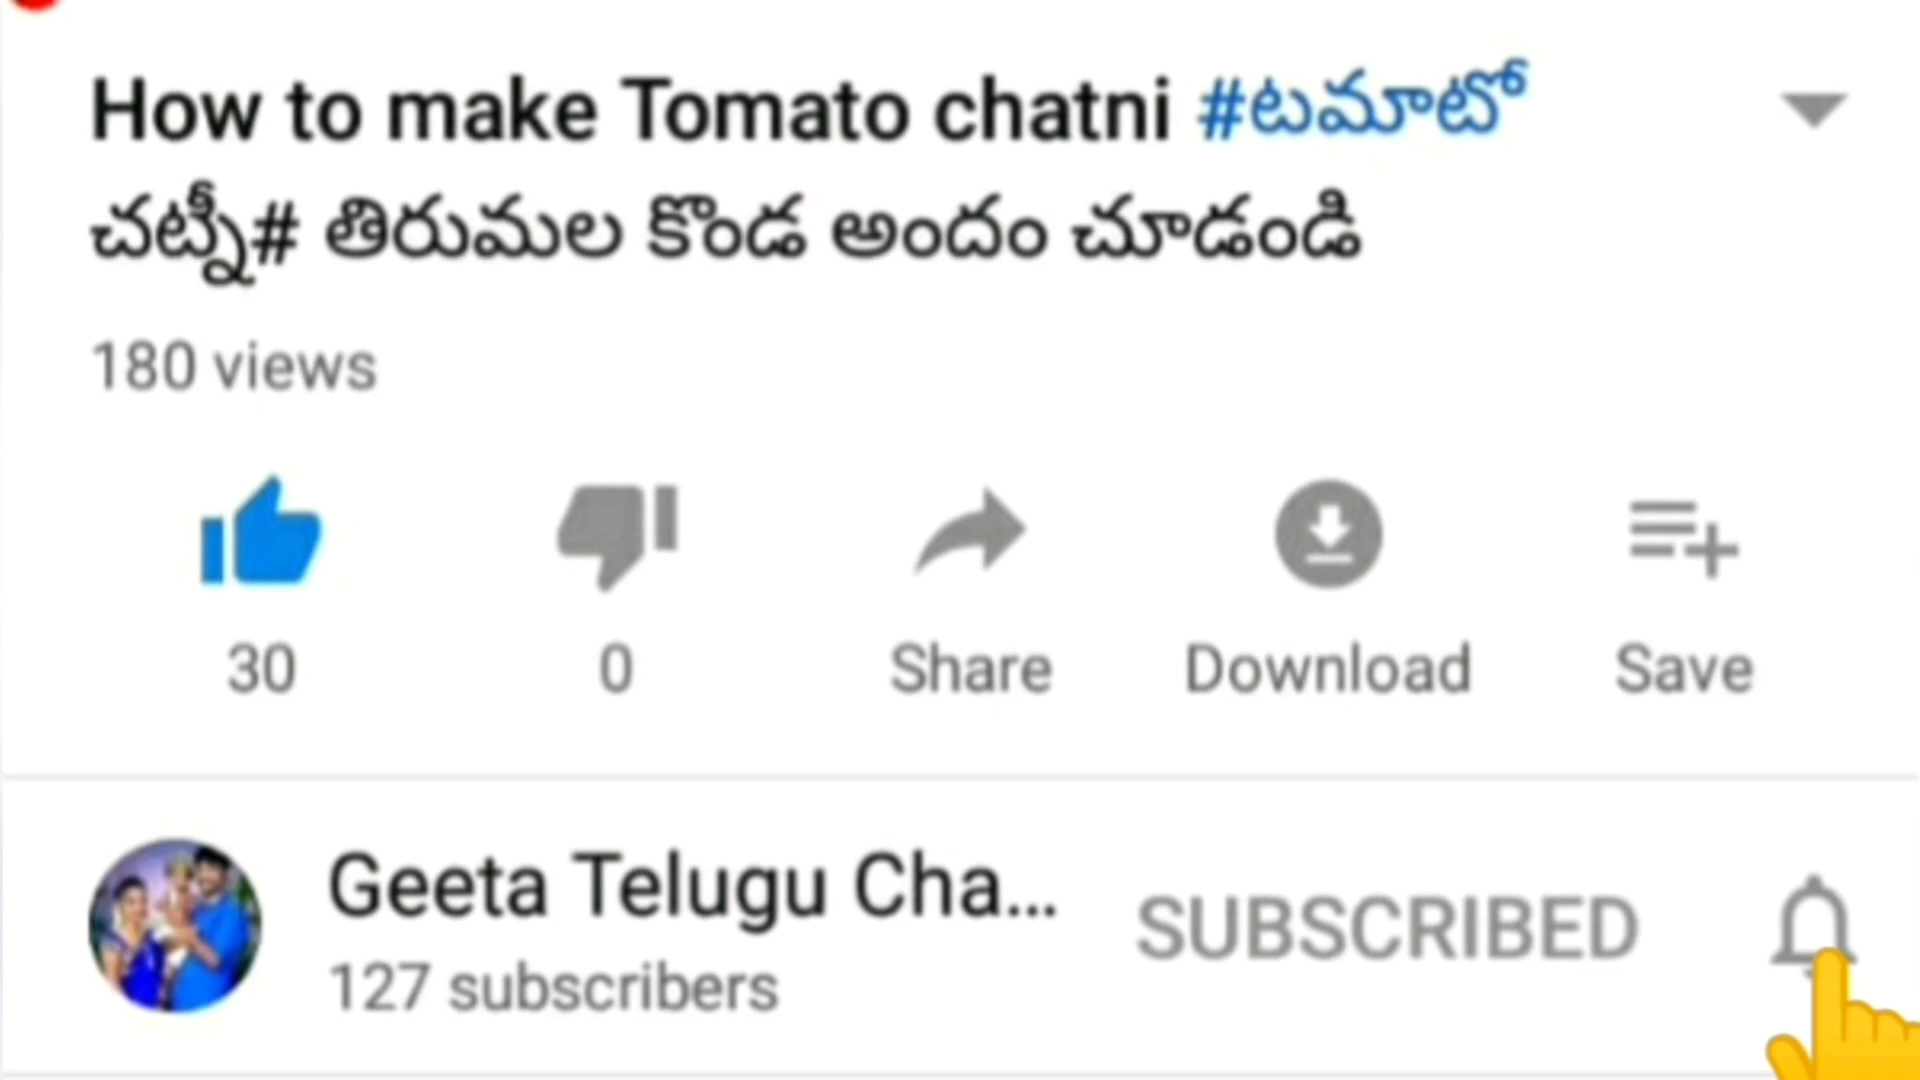 How to make Tomato chatni #టమాటో
చట్నీ# తిరుమల కొండ అందం చూడండి
180 views
30 0 Share Download Save
Geeta Telugu Cha... SUBSCRIBED
127 subscribers